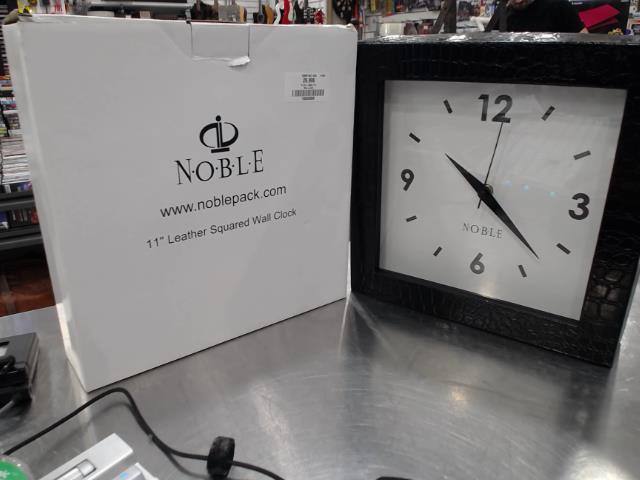 N·O·B·L·E
www.noblepack.com
11" Leather Squared Wall Clock
12
9
3
NOBLE
6